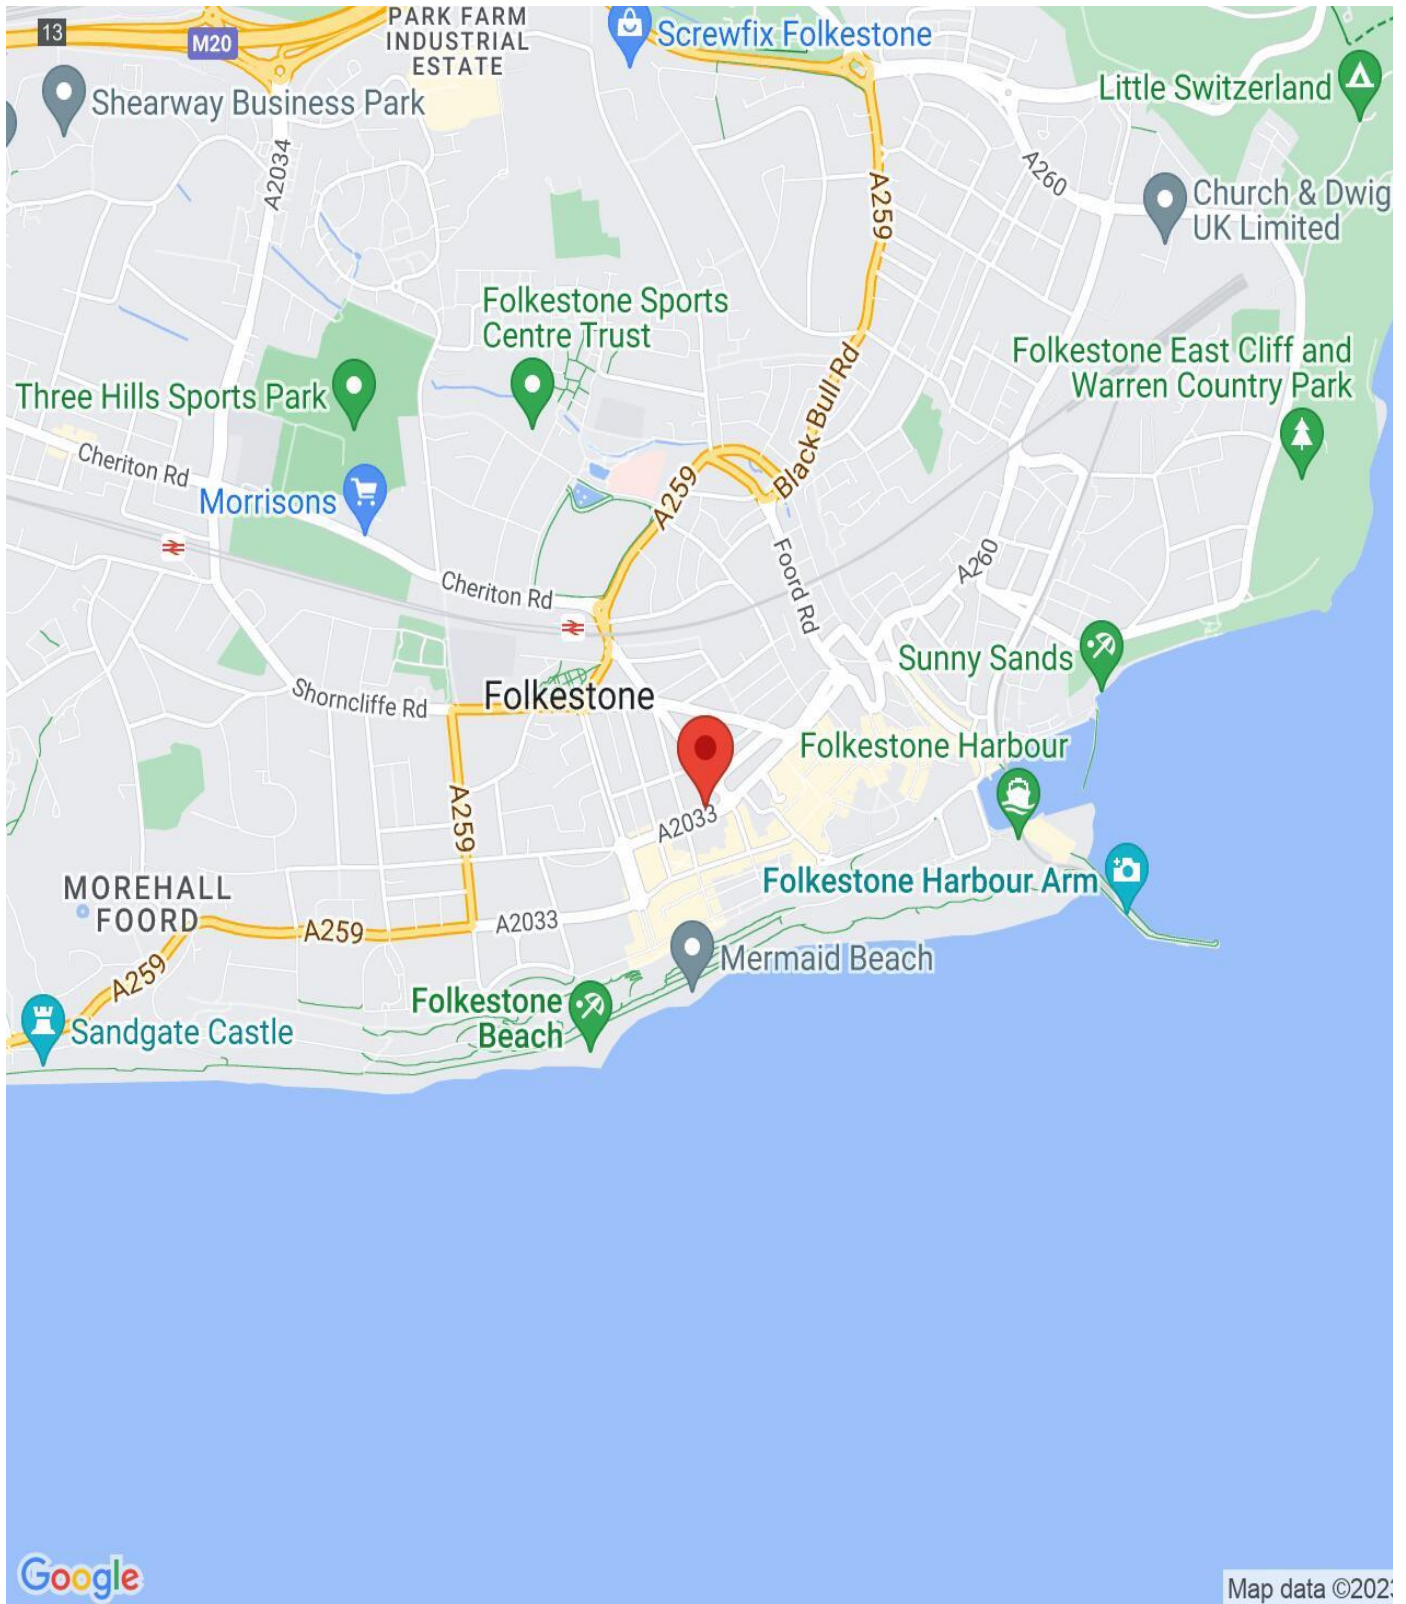 PARK FARM
INDUSTRIAL
ESTATE
13
M20
Screwfix Folkestone
Little Switzerland
Shearway Business Park
A2034
A260
A259
Church & Dwig
UK Limited
Folkestone Sports
Centre Trust
Black Bull Rd
Folkestone East Cliff and
Warren Country Park
Three Hills Sports Park
Cheriton Rd
Morrisons
A259
Foord Rd
A260
Cheriton Rd
Sunny Sands
Shorncliffe Rd
Folkestone
Folkestone Harbour
A259
A2033
MOREHALL
FOORD
Folkestone Harbour Arm
A259
A2033
Mermaid Beach
A259
Folkestone
Beach
Sandgate Castle
Google
Map data ©2023